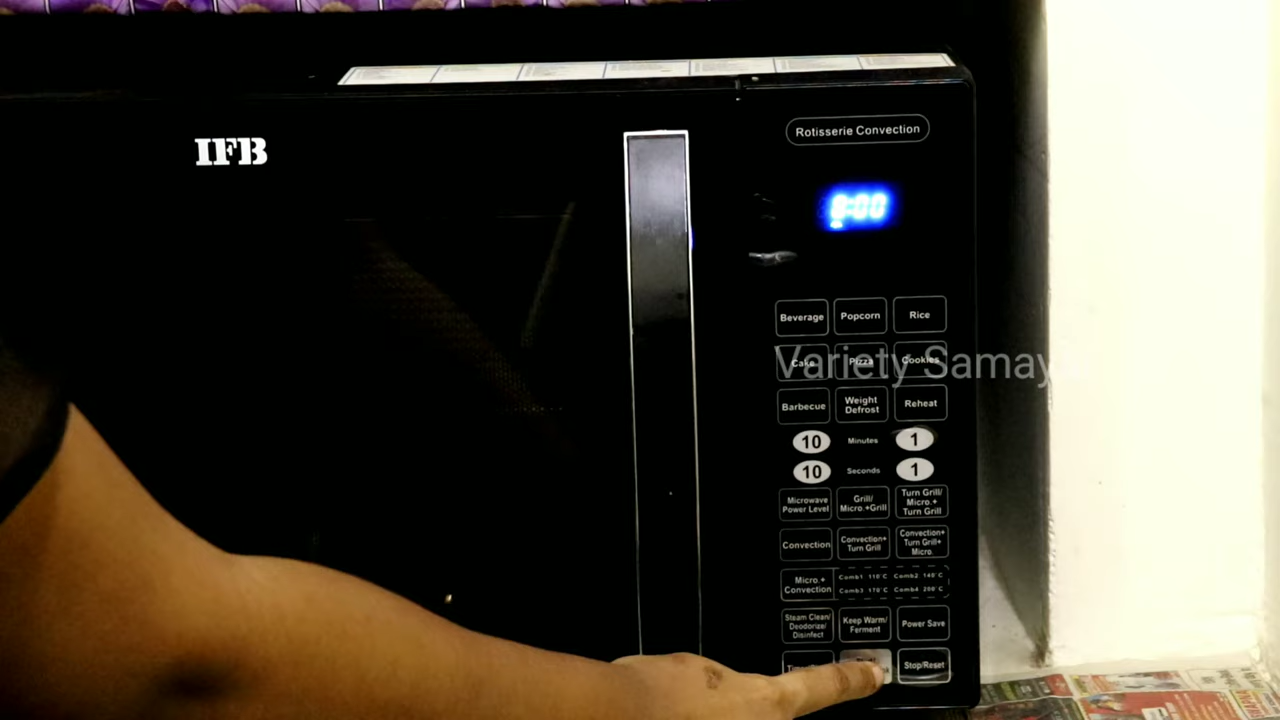 IFB
Rotisserie Convection
Beverage
Popcorn
Rice
Cake
Pizza
Cookies
Variety Samay
Barbecue
Weight
Defrost
Reheat
10 Minutes 1
10 Seconds 1
Microwave
Power Level
Grill/
Micro.+Grill
Turn Grill/
Micro.+
Turn Grill
Convection
Convection+
Turn Grill
Convection+
Turn Grill+
Micro.
Micro.+
Convection
Comb1 110°C Comb2 140°C
Comb3 170°C Comb4 200°C
Steam Clean/
Deodorize/
Disinfect
Keep Warm/
Ferment
Power Save
Stop/Reset